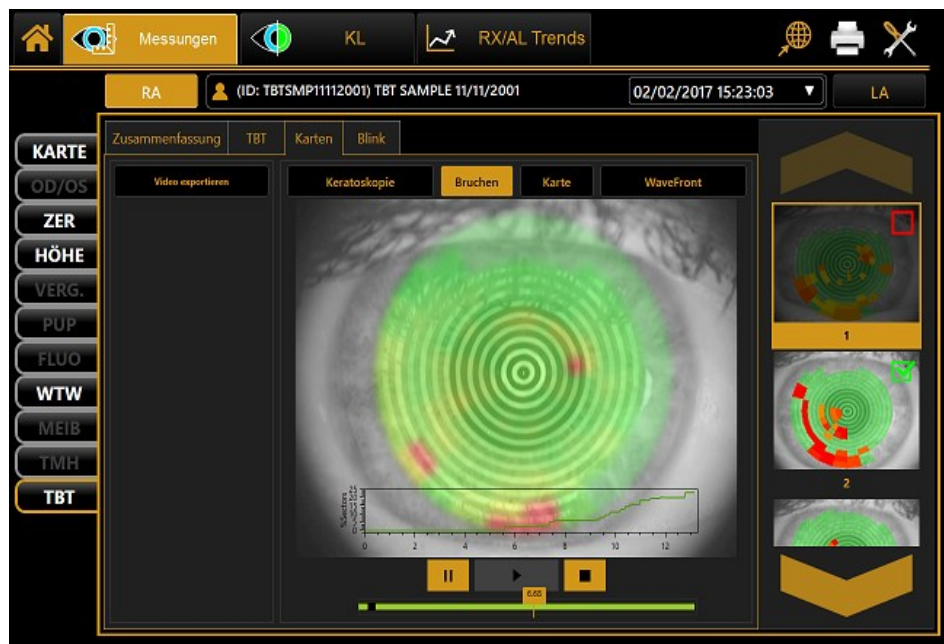 Messungen
KL
RX/AL Trends
RA
(ID: TBTSMP11112001) TBT SAMPLE 11/11/2001
02/02/2017 15:23:03
LA
Zusammenfassung
TBT
Karten
Blink
KARTE
OD/OS
ZER
HÖHE
VERG.
PUP
FLUO
WTW
MEIB
TMH
TBT
Video exportieren
Keratoskopie
Bruchen
Karte
WaveFront
%Sectors
0 2 4 6 8 10 12
6.65
1
2